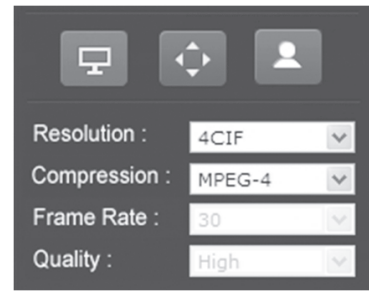 Resolution : 4CIF
Compression : MPEG-4
Frame Rate : 30
Quality : High